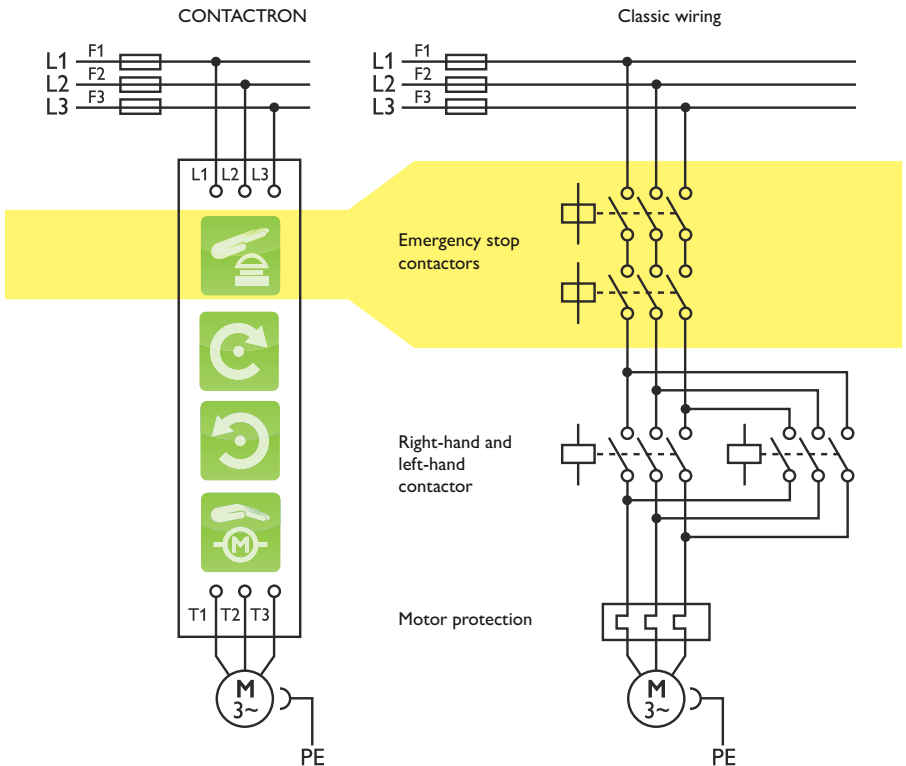 CONTACTRON
Classic wiring
L1 F1
L2 F2
L3 F3
L1 F1
L2 F2
L3 F3
L1 L2 L3
Emergency stop
contactors
Right-hand and
left-hand
contactor
M
T1 T2 T3
Motor protection
M
3~
PE
M
3~
PE